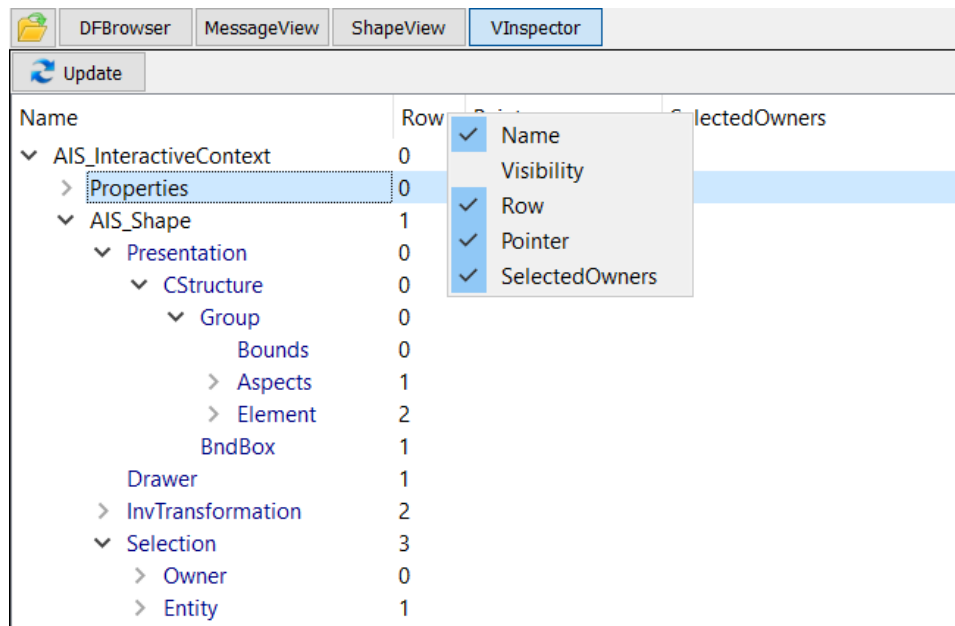 DFBrowser MessageView ShapeView VInspector
Update
Name Row lectedOwners
Name
Visibility
Row
Pointer
SelectedOwners
AIS_InteractiveContext 0
Properties 0
AIS_Shape 1
Presentation 0
CStructure 0
Group 0
Bounds 0
Aspects 1
Element 2
BndBox 1
Drawer 1
InvTransformation 2
Selection 3
Owner 0
Entity 1